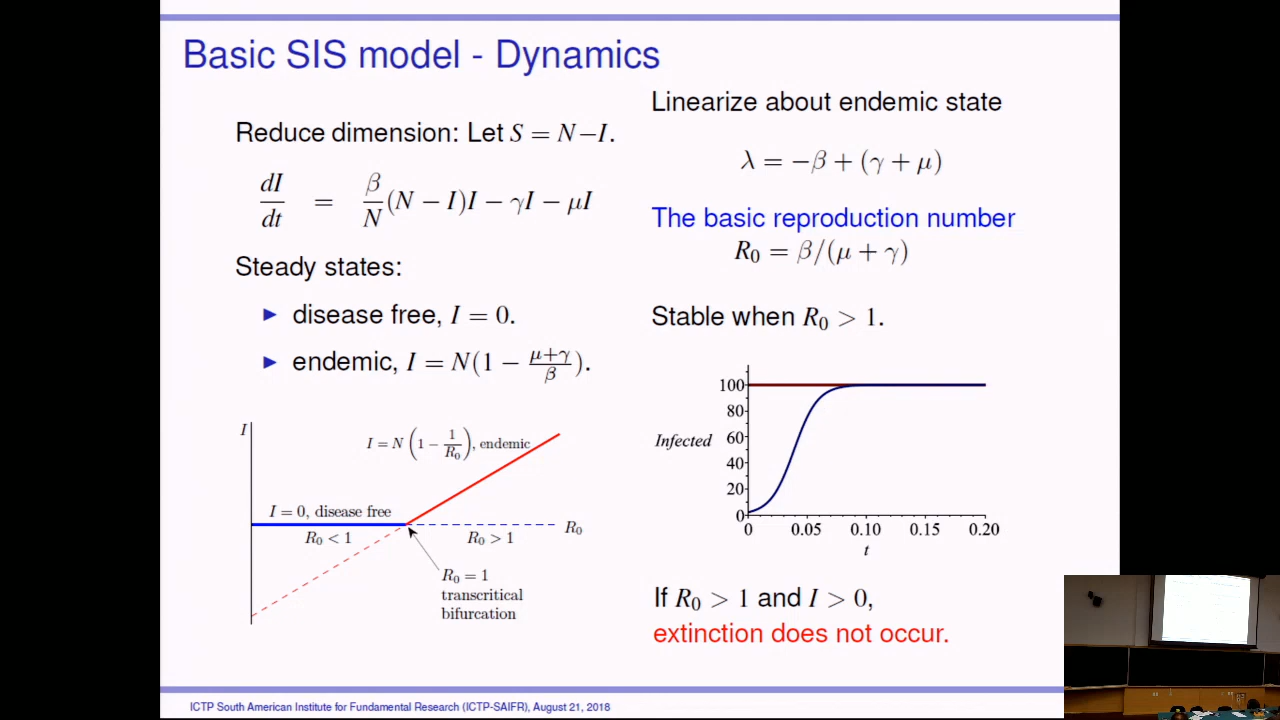 Basic SIS model - Dynamics
Reduce dimension: Let S = N−I.
dI/dt = β/N (N − I)I − γI − μI
Steady states:
► disease free, I = 0.
► endemic, I = N(1 − (μ+γ)/β).
I
I = N (1 − 1/R₀), endemic
I = 0, disease free
R₀ < 1
R₀ > 1
R₀
R₀ = 1
transcritical
bifurcation
Linearize about endemic state
λ = −β + (γ + μ)
The basic reproduction number
R₀ = β/(μ + γ)
Stable when R₀ > 1.
100
80
Infected 60
40
20
0
0 0.05 0.10 0.15 0.20
t
If R₀ > 1 and I > 0,
extinction does not occur.
ICTP South American Institute for Fundamental Research (ICTP-SAIFR), August 21, 2018